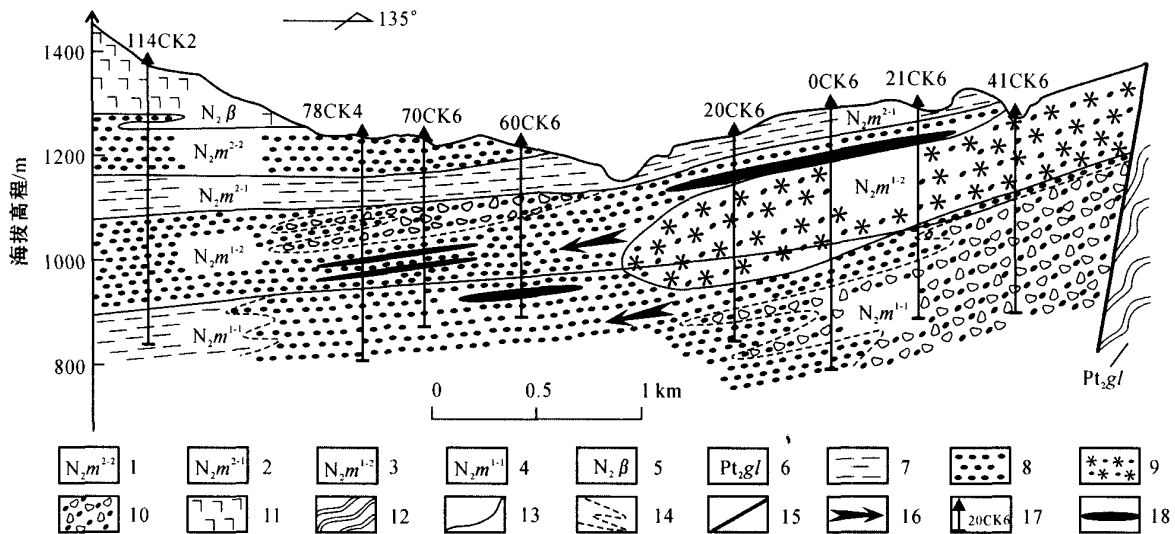 135°
海拔高程/m
1400
1200
1000
800
114CK2
78CK4
70CK6
60CK6
20CK6
0CK6
21CK6
41CK6
N₂β
N₂m²⁻²
N₂m²⁻¹
N₂m¹⁻²
N₂m¹⁻¹
N₂m²⁻¹
N₂m¹⁻²
N₂m¹⁻¹
Pt₂gl
0 0.5 1 km
N₂m²⁻² 1 N₂m²⁻¹ 2 N₂m¹⁻² 3 N₂m¹⁻¹ 4 N₂β 5 Pt₂gl 6 7 8 9
10 11 12 13 14 15 16 20CK6 17 18